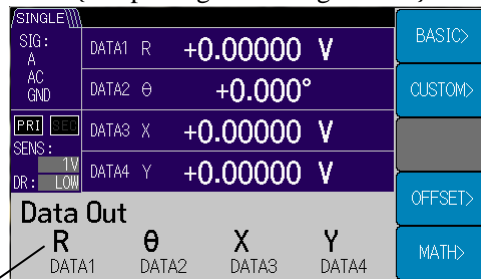 SINGLE
SIG:
A
AC
GND
PRI SEC
SENS:
1V
DR: LOW
DATA1 R +0.00000 V
DATA2 θ +0.000°
DATA3 X +0.00000 V
DATA4 Y +0.00000 V
BASIC>
CUSTOM>
OFFSET>
MATH>
Data Out
R θ X Y
DATA1 DATA2 DATA3 DATA4